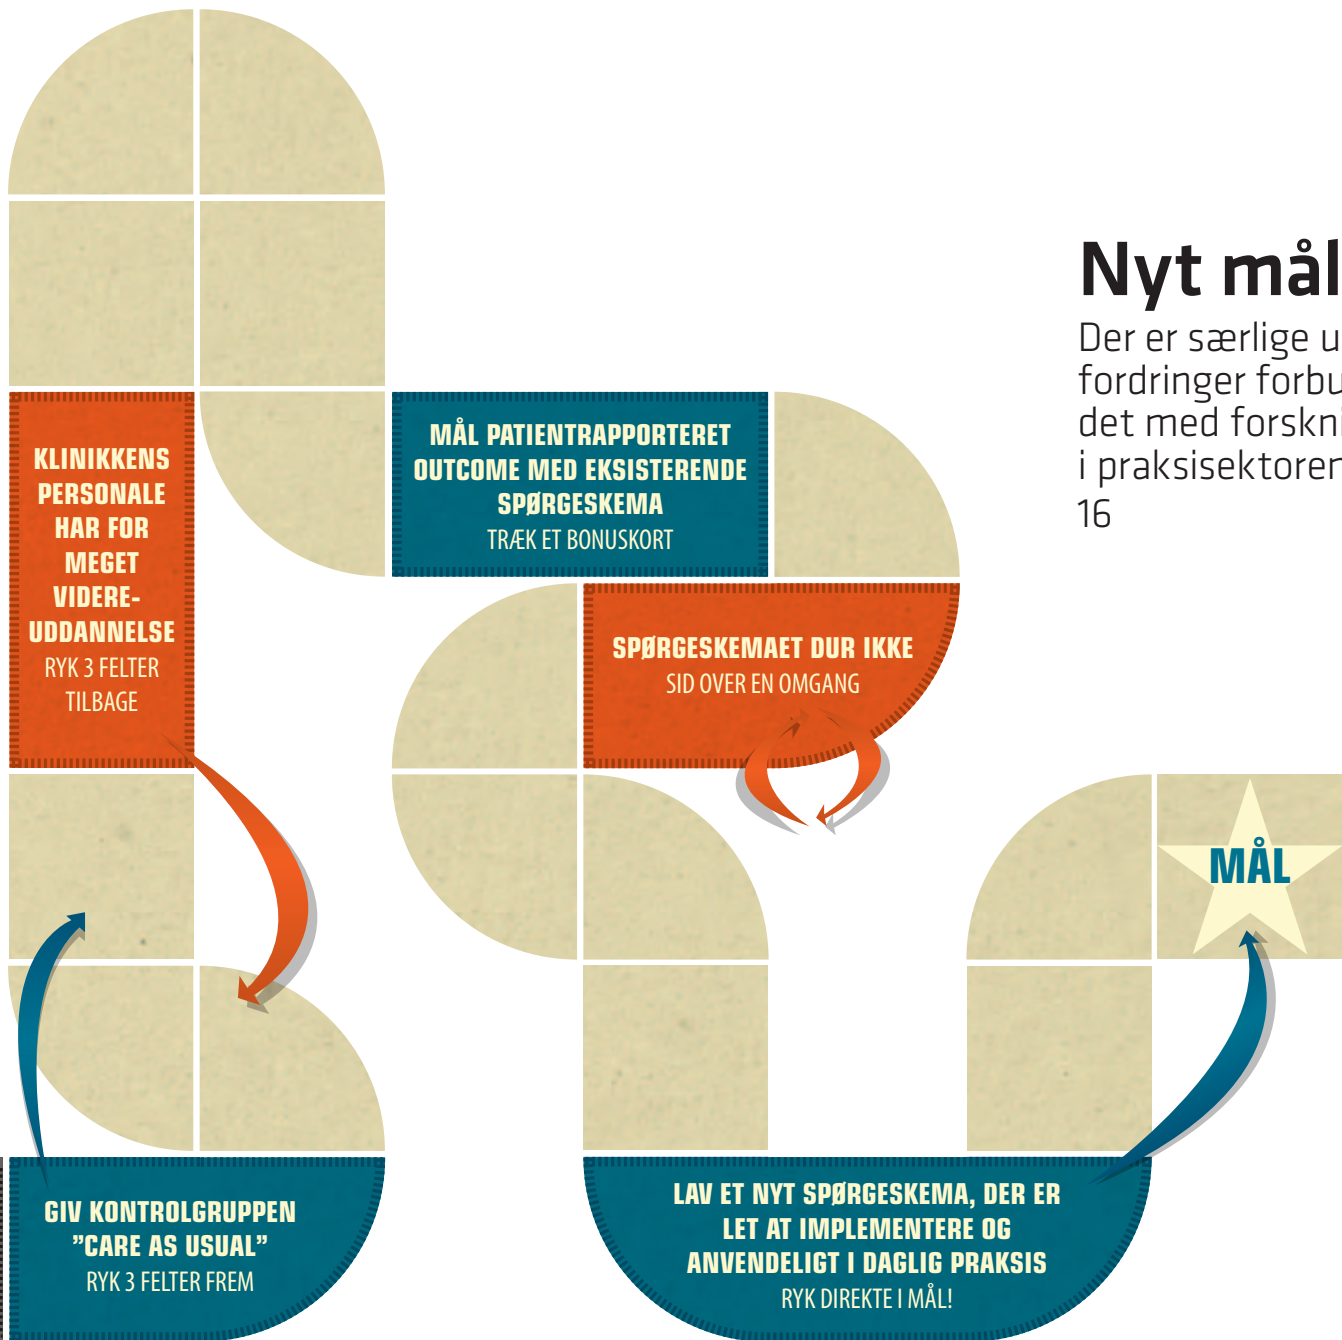 Nyt mål
Der er særlige u
fordringer forbu
det med forskni
i praksisektoren
16
KLINIKKENS
PERSONALE
HAR FOR
MEGET
VIDERE-
UDDANNELSE
RYK 3 FELTER
TILBAGE
MÅL PATIENTRAPPORTERET
OUTCOME MED EKSISTERENDE
SPØRGESKEMA
TRÆK ET BONUSKORT
SPØRGESKEMAET DUR IKKE
SID OVER EN OMGANG
MÅL
GIV KONTROLGRUPPEN
”CARE AS USUAL”
RYK 3 FELTER FREM
LAV ET NYT SPØRGESKEMA, DER ER
LET AT IMPLEMENTERE OG
ANVENDELIGT I DAGLIG PRAKSIS
RYK DIREKTE I MÅL!